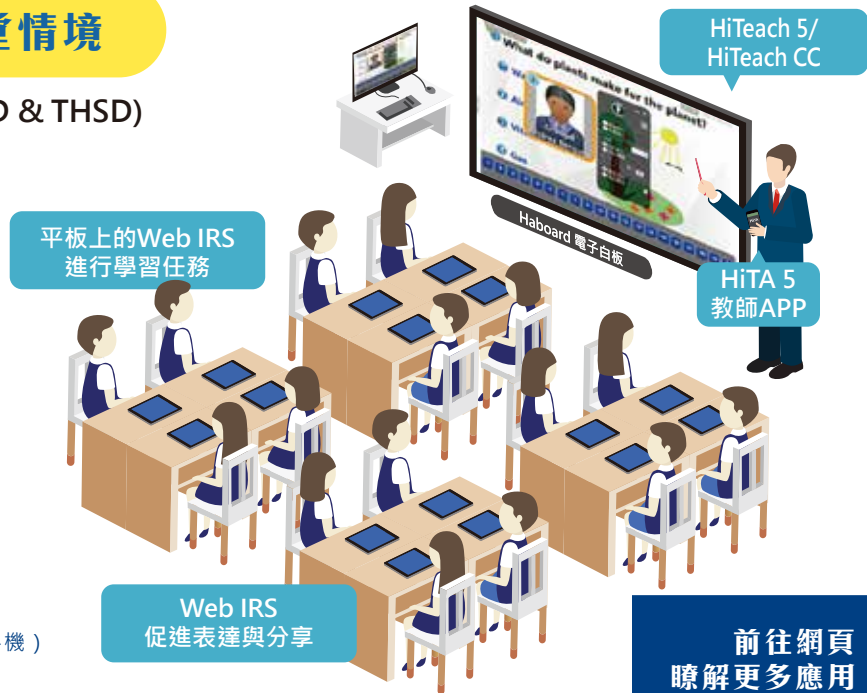 堂情境
D & THSD)
HiTeach 5/
HiTeach CC
What do plants make for the planet?
Gas
Haboard 電子白板
平板上的Web IRS
進行學習任務
HiTA 5
教師APP
Web IRS
促進表達與分享
機）
前往網頁
瞭解更多應用